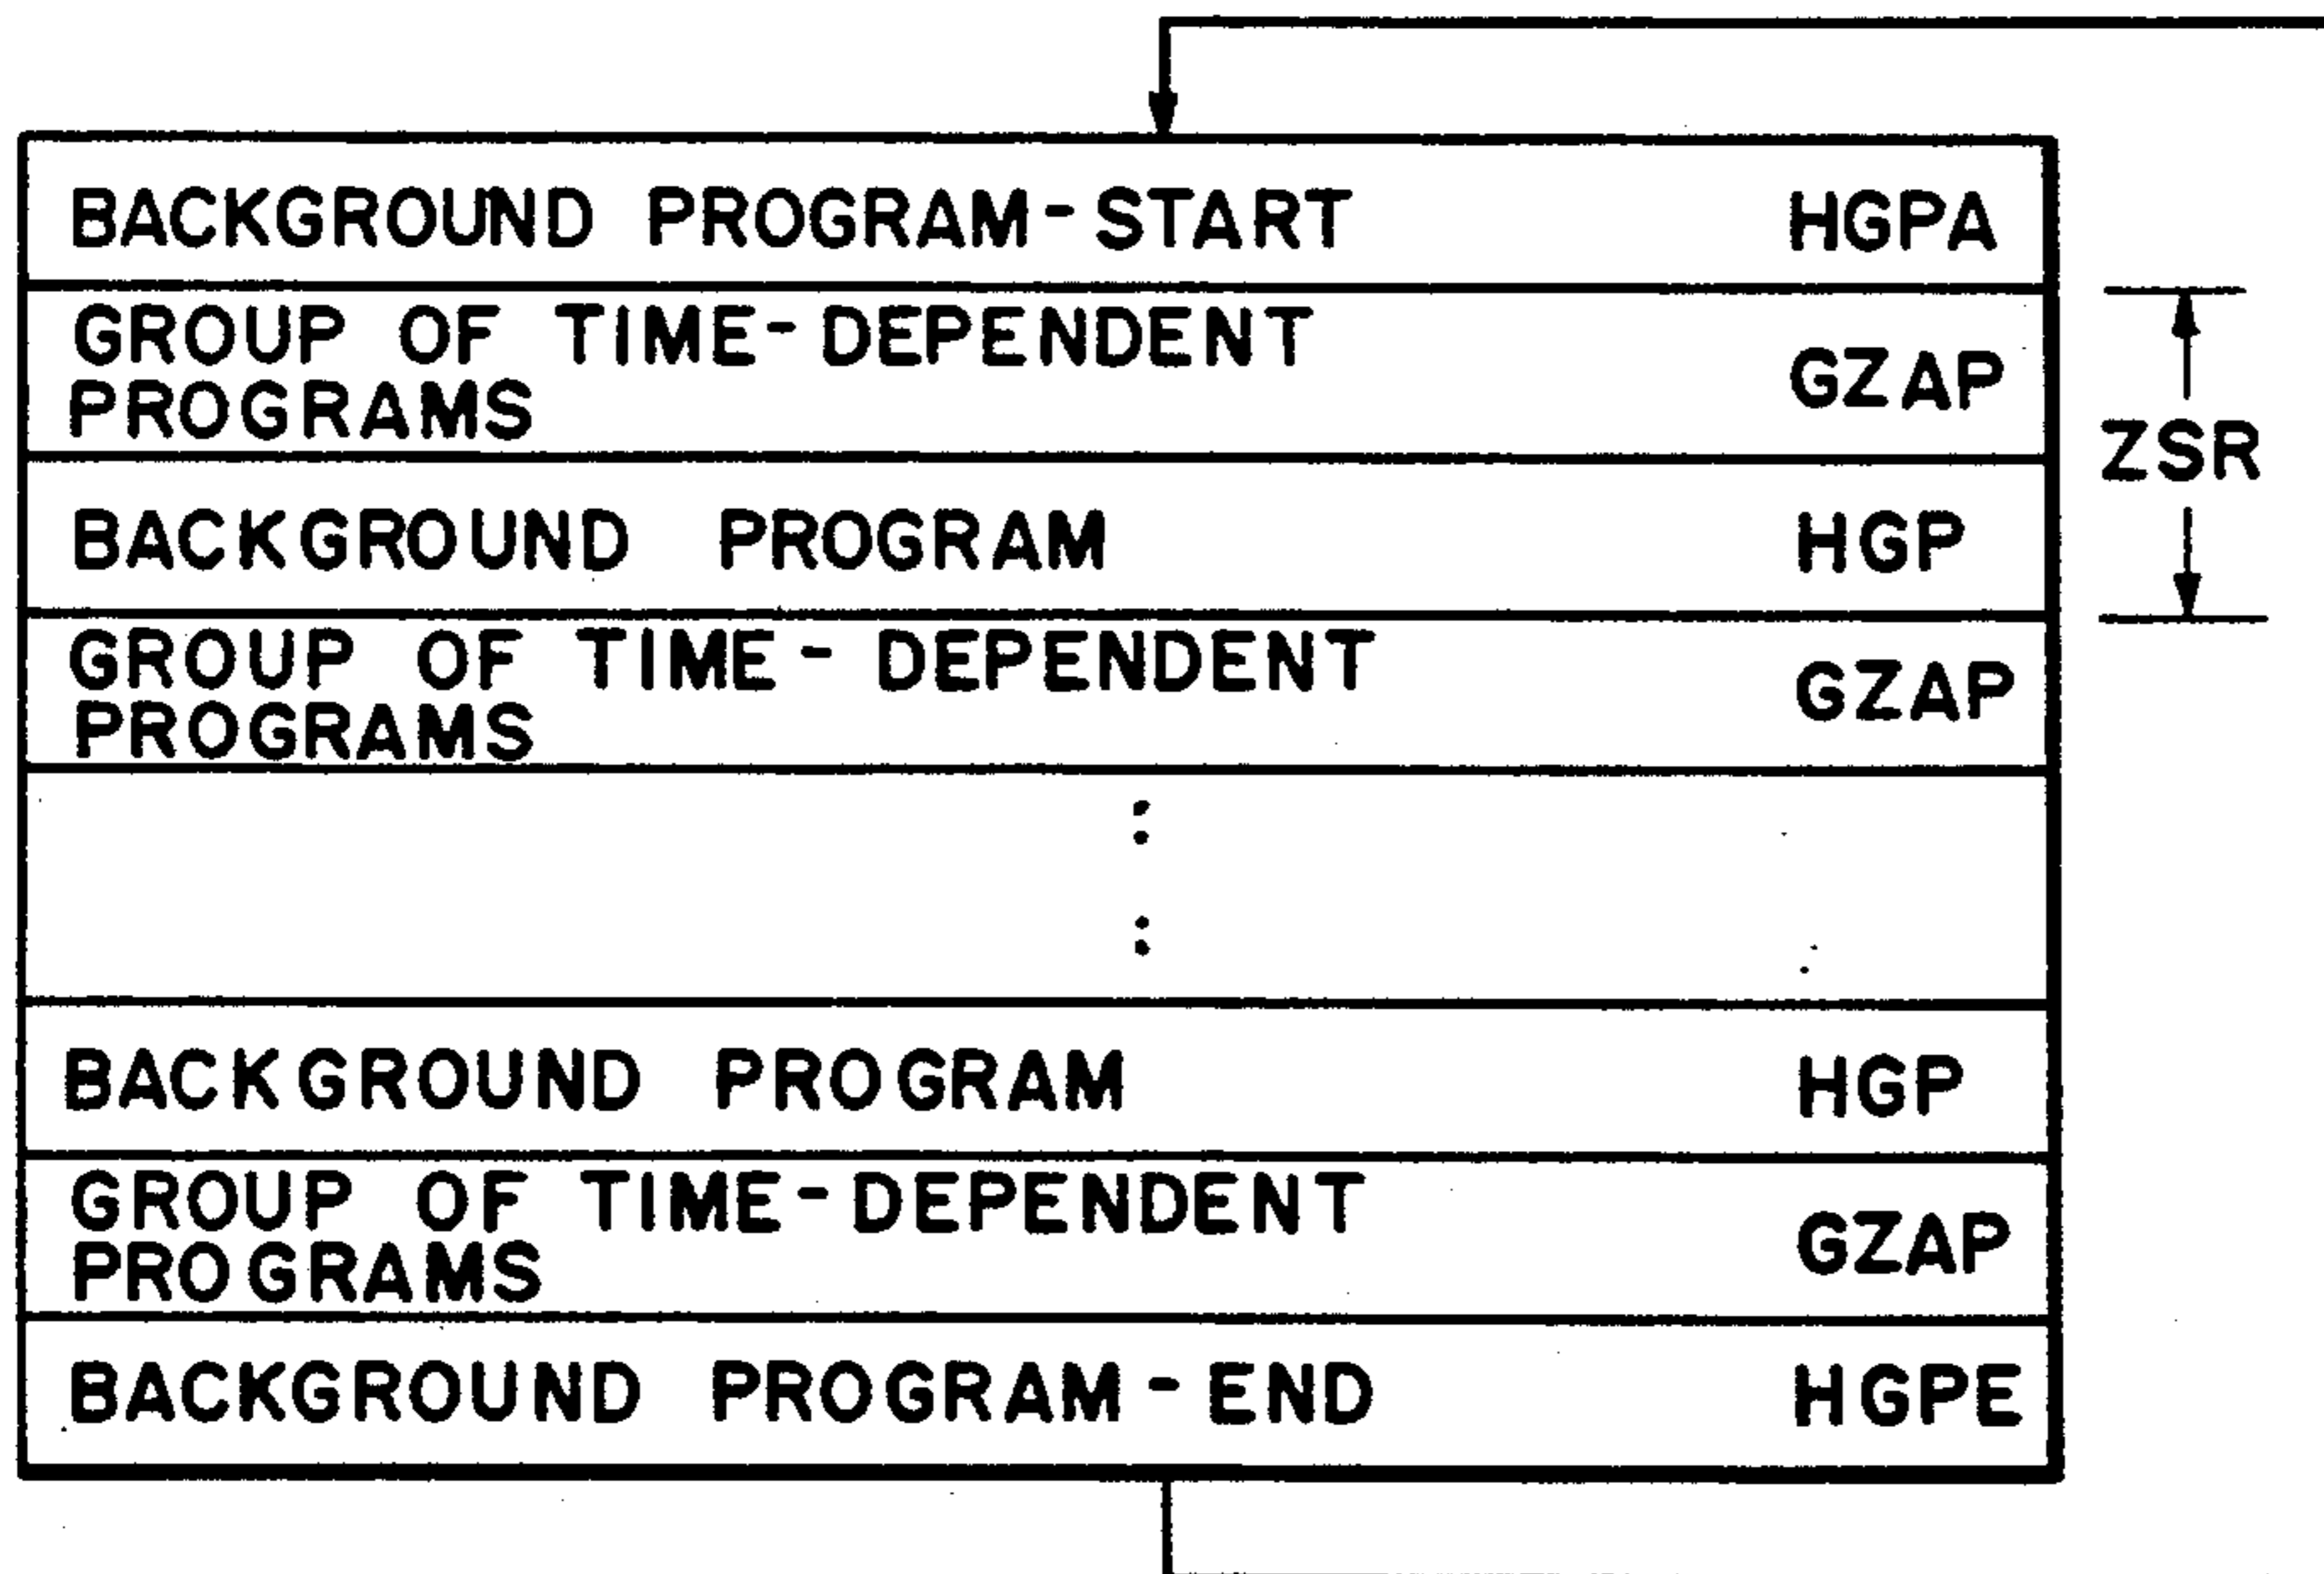 BACKGROUND PROGRAM-START HGPA
GROUP OF TIME-DEPENDENT
PROGRAMS GZAP
ZSR
BACKGROUND PROGRAM HGP
GROUP OF TIME-DEPENDENT
PROGRAMS GZAP
BACKGROUND PROGRAM HGP
GROUP OF TIME-DEPENDENT
PROGRAMS GZAP
BACKGROUND PROGRAM-END HGPE